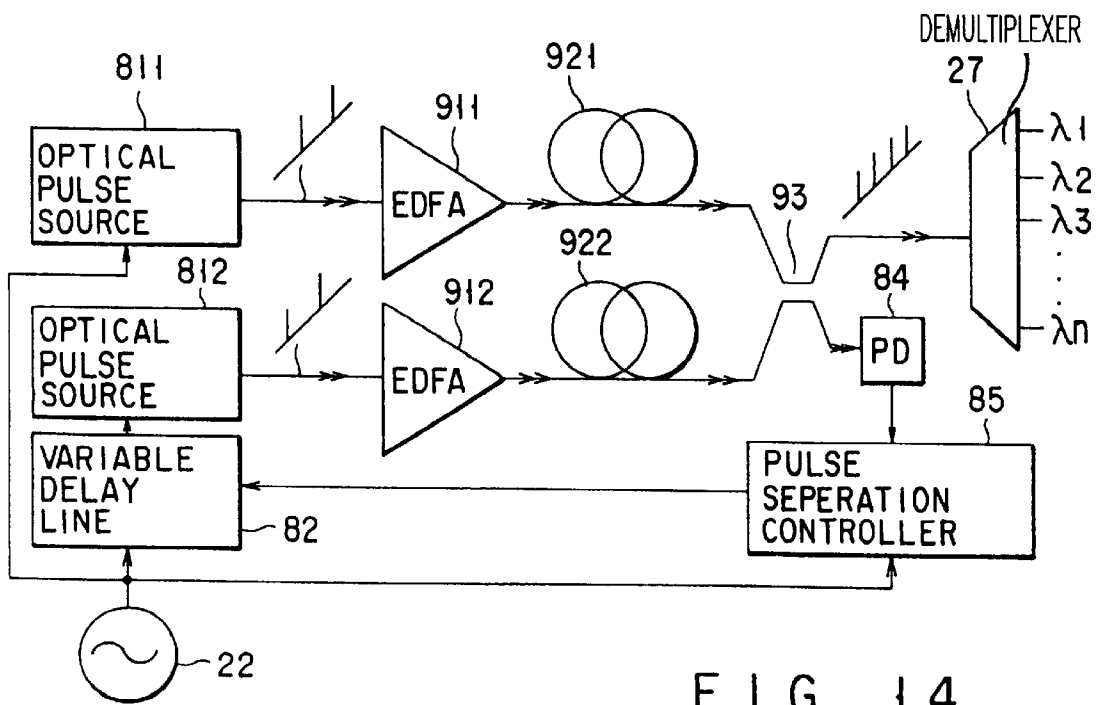 DEMULTIPLEXER
27
811
OPTICAL
PULSE
SOURCE
911
EDFA
921
93
λ1
λ2
λ3
λn
812
OPTICAL
PULSE
SOURCE
912
EDFA
922
84
PD
85
VARIABLE
DELAY
LINE
82
PULSE
SEPERATION
CONTROLLER
22
FIG. 14